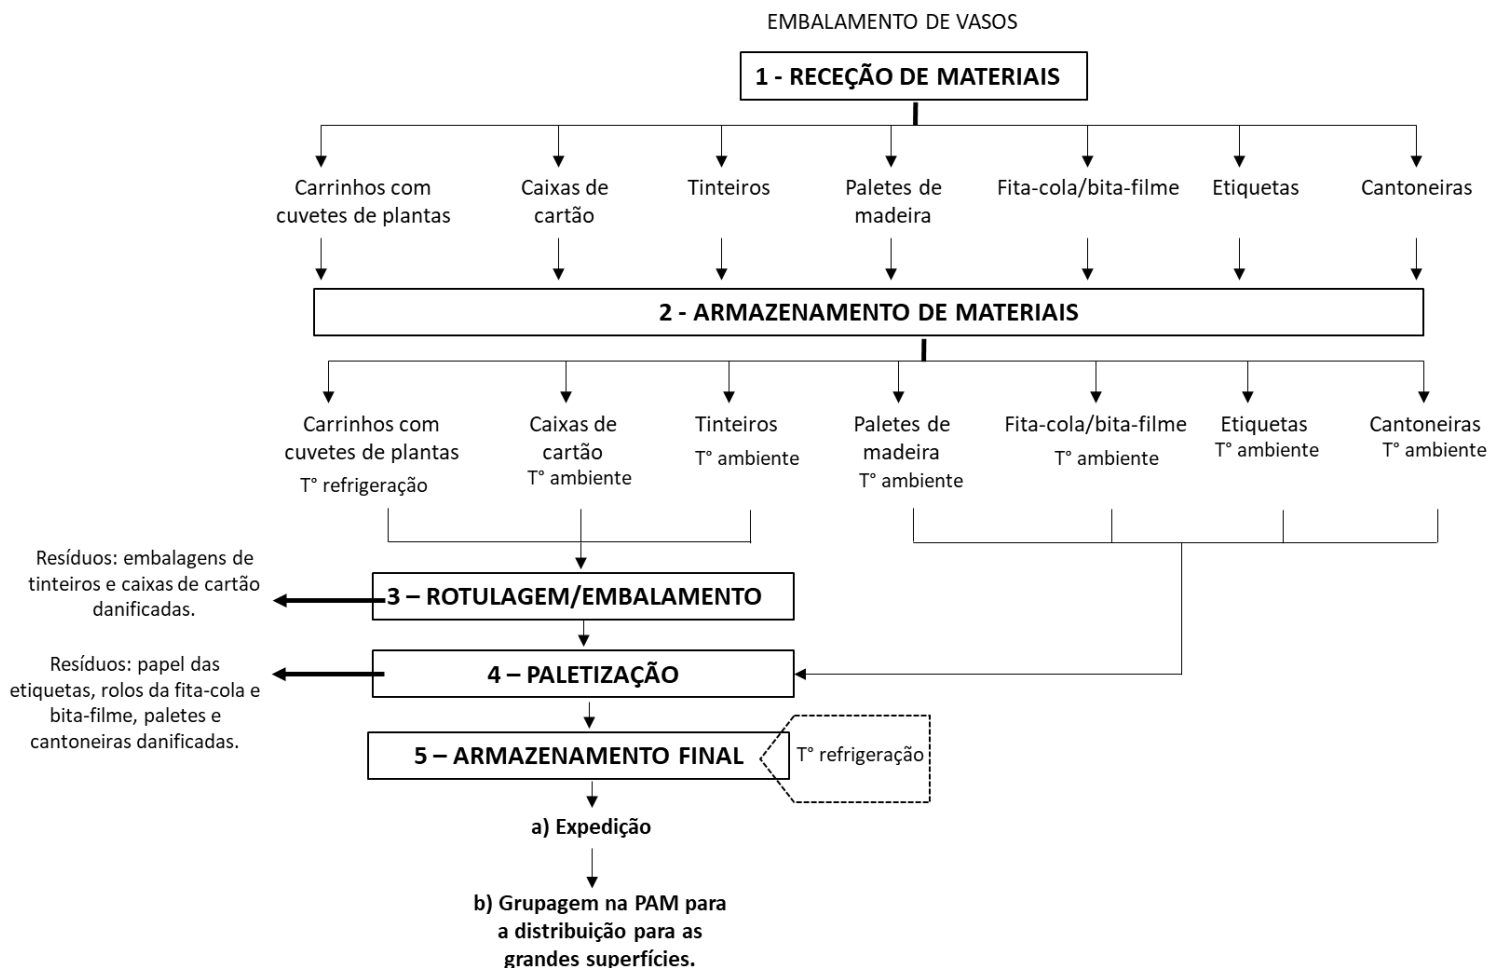 EMBALAMENTO DE VASOS
1 - RECEÇÃO DE MATERIAIS
Carrinhos com
cuvetes de plantas
Caixas de
cartão
Tinteiros
Paletes de
madeira
Fita-cola/bita-filme
Etiquetas
Cantoneiras
2 - ARMAZENAMENTO DE MATERIAIS
Carrinhos com
cuvetes de plantas
T° refrigeração
Caixas de
cartão
T° ambiente
Tinteiros
T° ambiente
Paletes de
madeira
T° ambiente
Fita-cola/bita-filme
T° ambiente
Etiquetas
T° ambiente
Cantoneiras
T° ambiente
Resíduos: embalagens de
tinteiros e caixas de cartão
danificadas.
3 – ROTULAGEM/EMBALAMENTO
Resíduos: papel das
etiquetas, rolos da fita-cola e
bita-filme, paletes e
cantoneiras danificadas.
4 – PALETIZAÇÃO
5 – ARMAZENAMENTO FINAL
T° refrigeração
a) Expedição
b) Grupagem na PAM para
a distribuição para as
grandes superfícies.